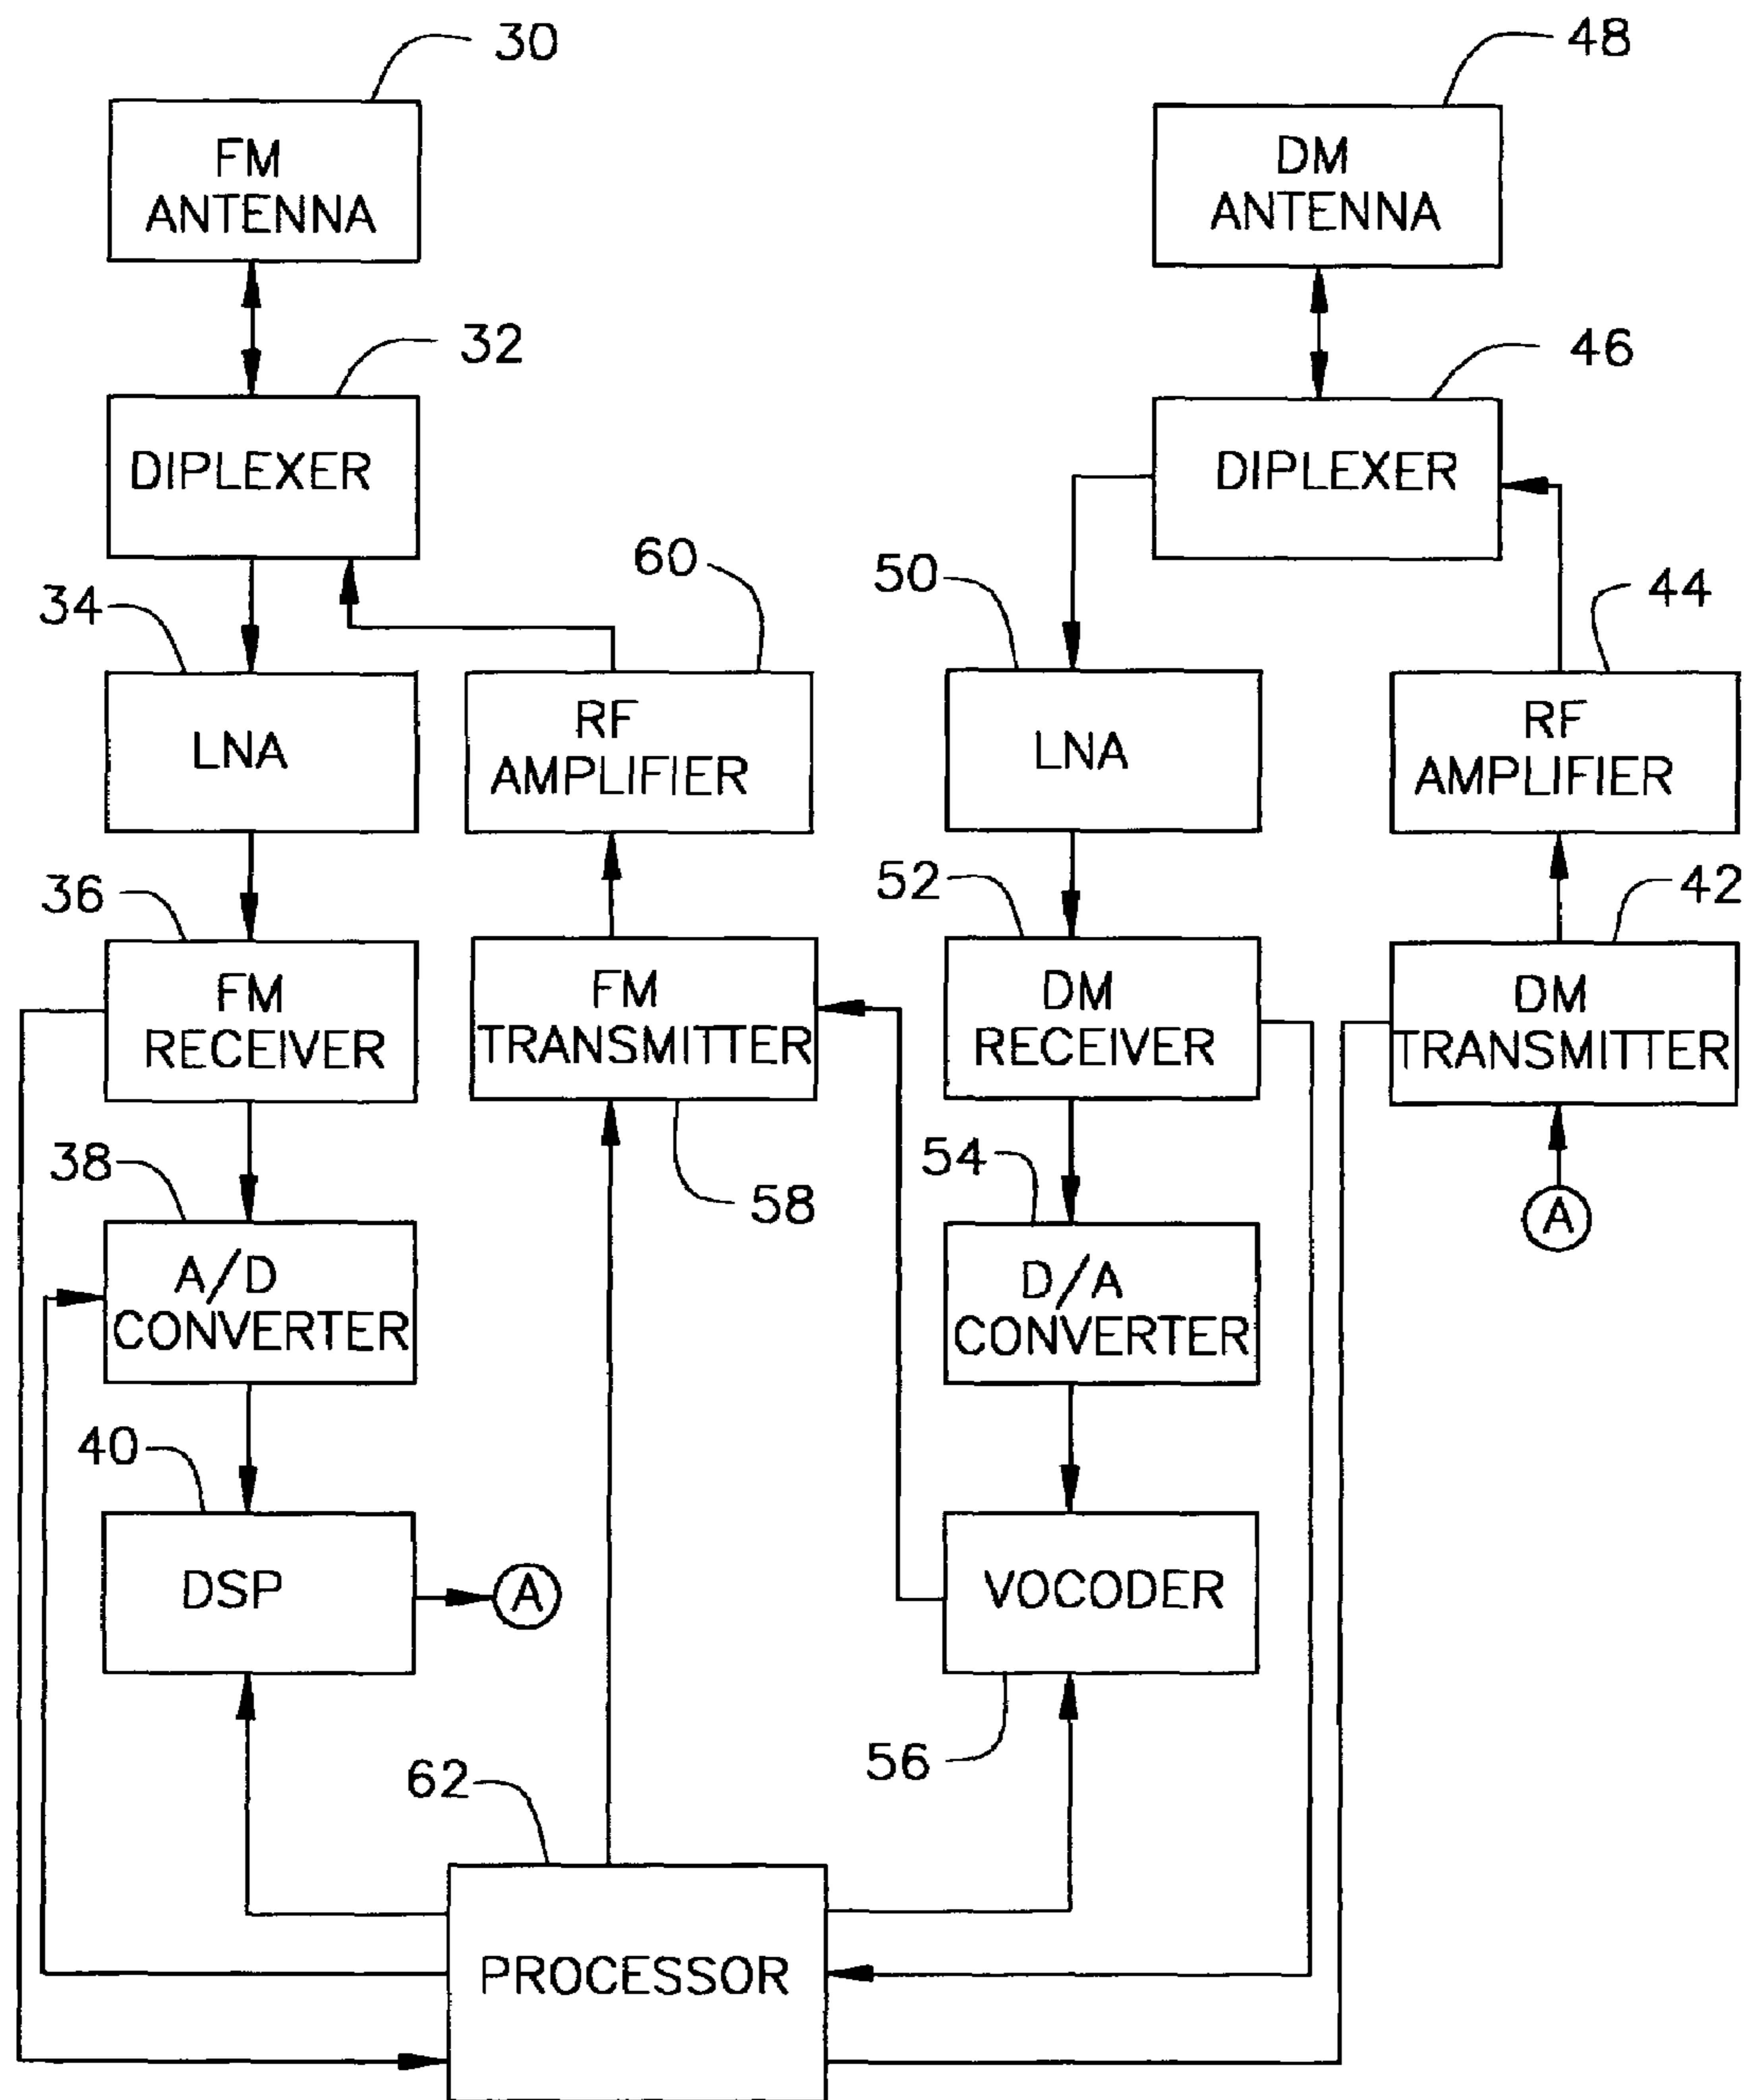 30
48
FM
ANTENNA
DM
ANTENNA
32
46
DIPLEXER
DIPLEXER
34
60
50
44
LNA
RF
AMPLIFIER
LNA
RF
AMPLIFIER
36
52
42
FM
RECEIVER
FM
TRANSMITTER
DM
RECEIVER
DM
TRANSMITTER
38
58
54
A
A/D
CONVERTER
D/A
CONVERTER
40
DSP
A
VOCODER
62
56
PROCESSOR